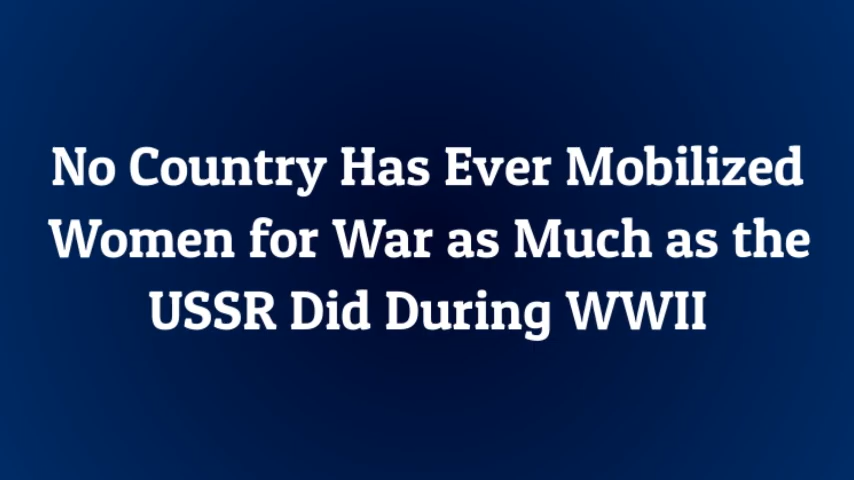 No Country Has Ever Mobilized
Women for War as Much as the
USSR Did During WWII